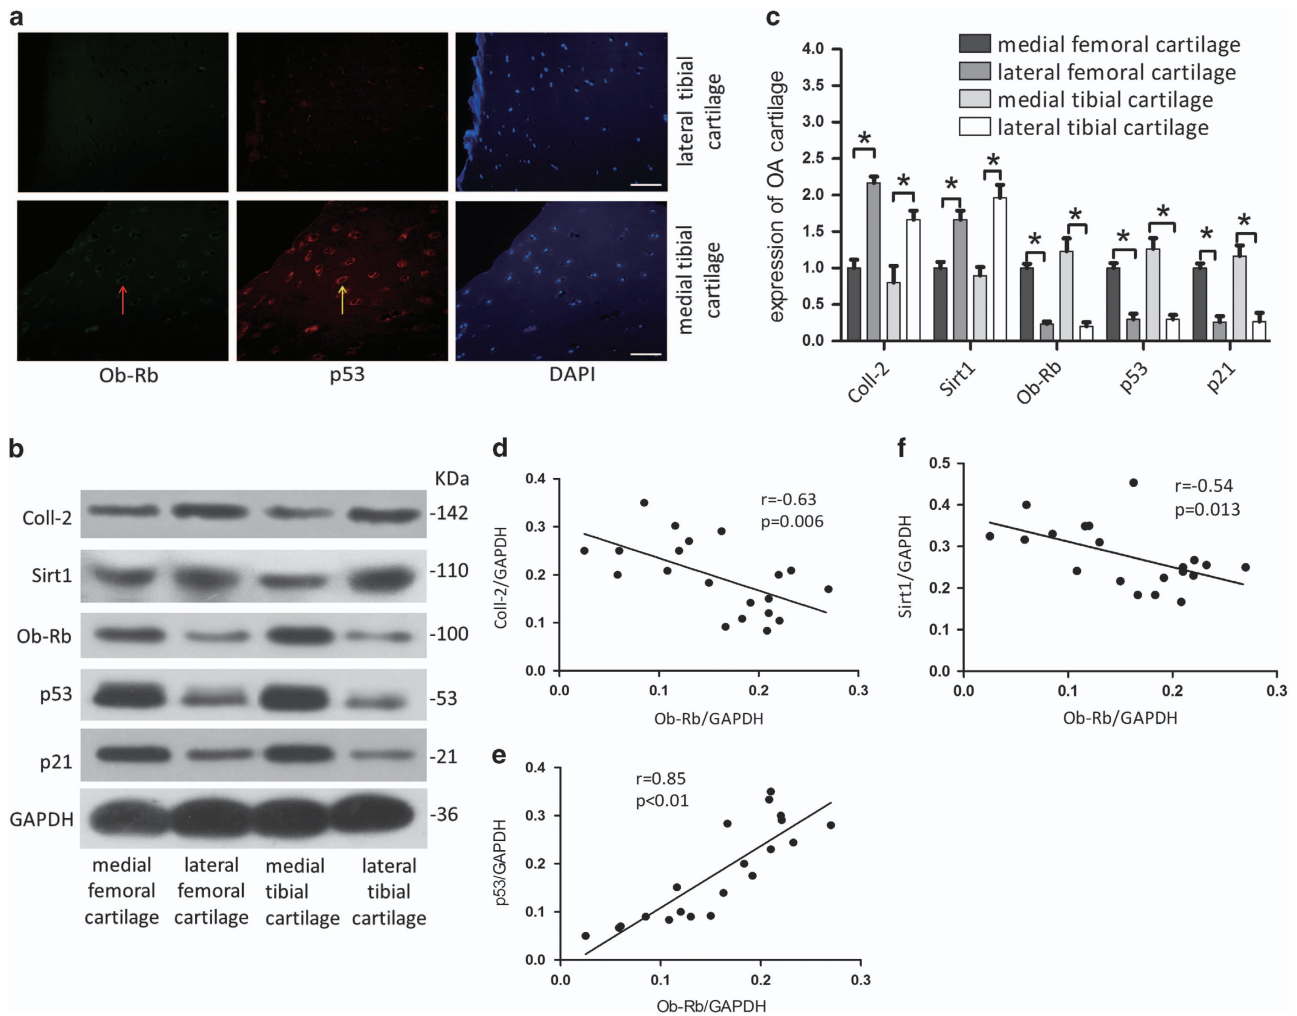 a
lateral tibial
cartilage
medial tibial
cartilage
Ob-Rb
p53
DAPI
c
medial femoral cartilage
lateral femoral cartilage
medial tibial cartilage
lateral tibial cartilage
expression of OA cartilage
4.0
3.5
3.0
2.5
2.0
1.5
1.0
0.5
0.0
* * * * * * * * * *
Coll-2
Sirt1
Ob-Rb
p53
p21
b
KDa
Coll-2 -142
Sirt1 -110
Ob-Rb -100
p53 -53
p21 -21
GAPDH -36
medial
femoral
cartilage
lateral
femoral
cartilage
medial
tibial
cartilage
lateral
tibial
cartilage
d
r=-0.63
p=0.006
Coll-2/GAPDH
0.4
0.3
0.2
0.1
0.0
0.0 0.1 0.2 0.3
Ob-Rb/GAPDH
f
r=-0.54
p=0.013
Sirt1/GAPDH
0.5
0.4
0.3
0.2
0.1
0.0
0.0 0.1 0.2 0.3
Ob-Rb/GAPDH
e
r=0.85
p<0.01
p53/GAPDH
0.4
0.3
0.2
0.1
0.0
0.0 0.1 0.2 0.3
Ob-Rb/GAPDH